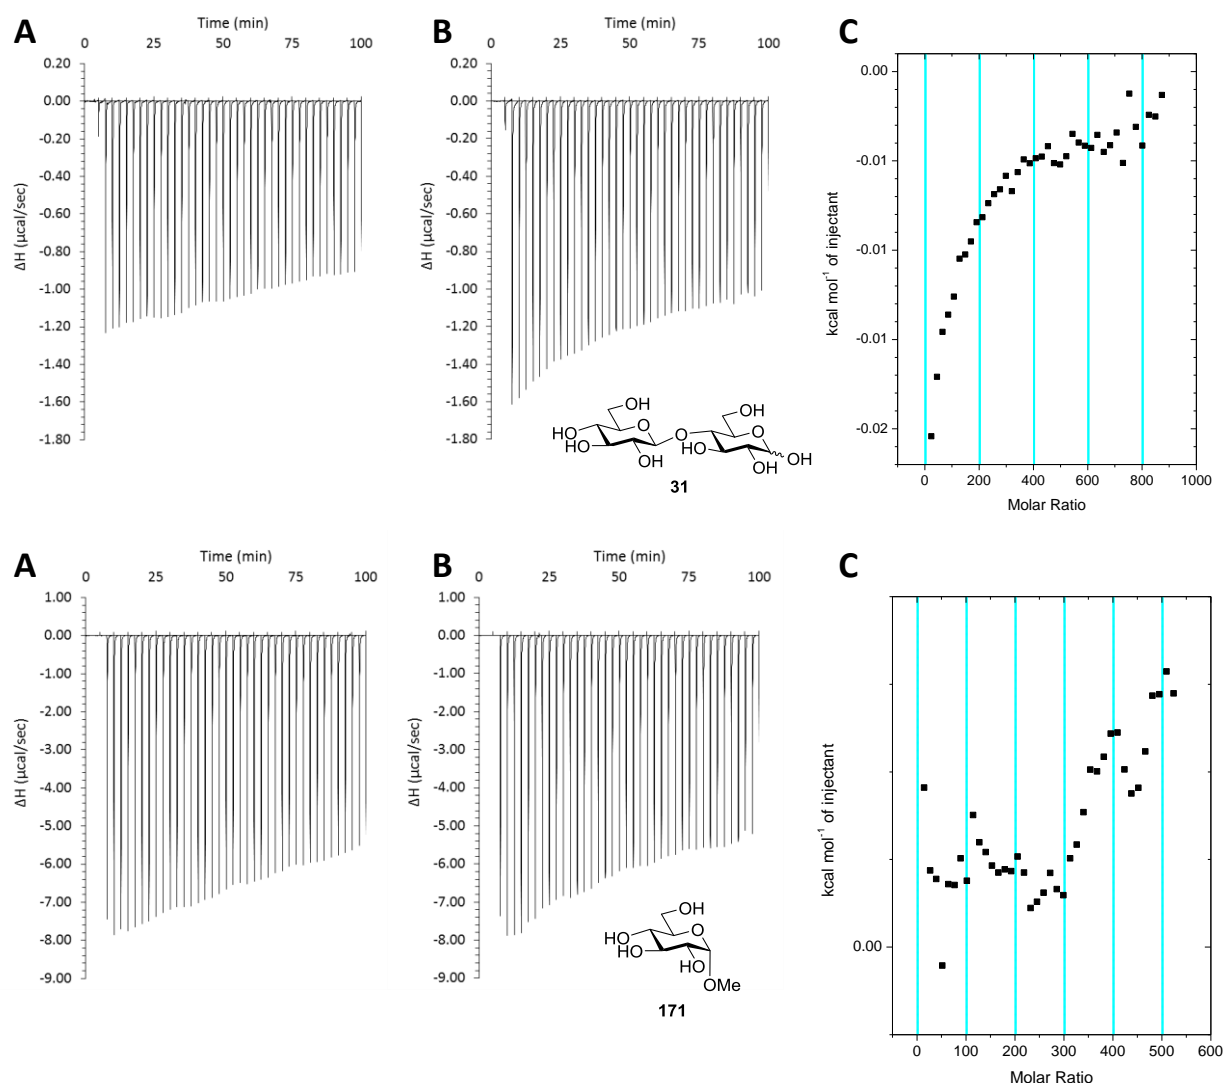 A
Time (min)
0 25 50 75 100
0.20
0.00
-0.20
-0.40
-0.60
-0.80
-1.00
-1.20
-1.40
-1.60
-1.80
ΔH (μcal/sec)
B
Time (min)
0 25 50 75 100
0.20
0.00
-0.20
-0.40
-0.60
-0.80
-1.00
-1.20
-1.40
-1.60
-1.80
ΔH (μcal/sec)
OH
HO
HO
O
OH
O
OH
HO
O
OH
OH
31
C
0.00
-0.01
-0.01
-0.01
-0.02
kcal mol⁻¹ of injectant
0 200 400 600 800 1000
Molar Ratio
A
Time (min)
0 25 50 75 100
1.00
0.00
-1.00
-2.00
-3.00
-4.00
-5.00
-6.00
-7.00
-8.00
-9.00
ΔH (μcal/sec)
B
Time (min)
0 25 50 75 100
1.00
0.00
-1.00
-2.00
-3.00
-4.00
-5.00
-6.00
-7.00
-8.00
-9.00
ΔH (μcal/sec)
OH
HO
HO
O
HO
OMe
171
C
0.00
kcal mol⁻¹ of injectant
0 100 200 300 400 500 600
Molar Ratio